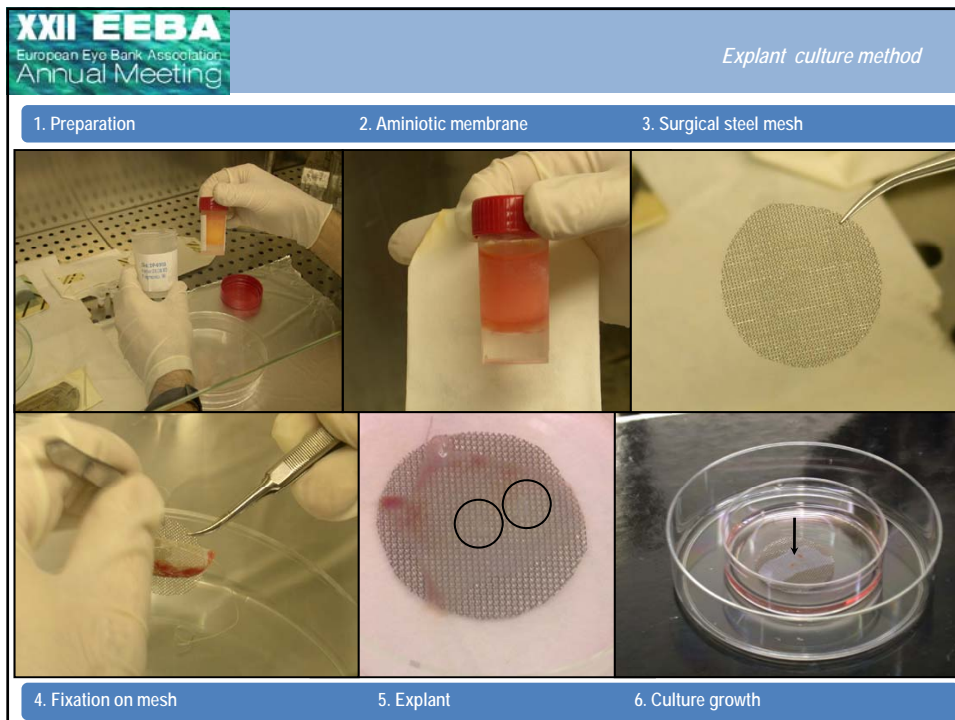 XXII EEBA
European Eye Bank Association
Annual Meeting
Explant culture method
1. Preparation
2. Aminiotic membrane
3. Surgical steel mesh
4. Fixation on mesh
5. Explant
6. Culture growth